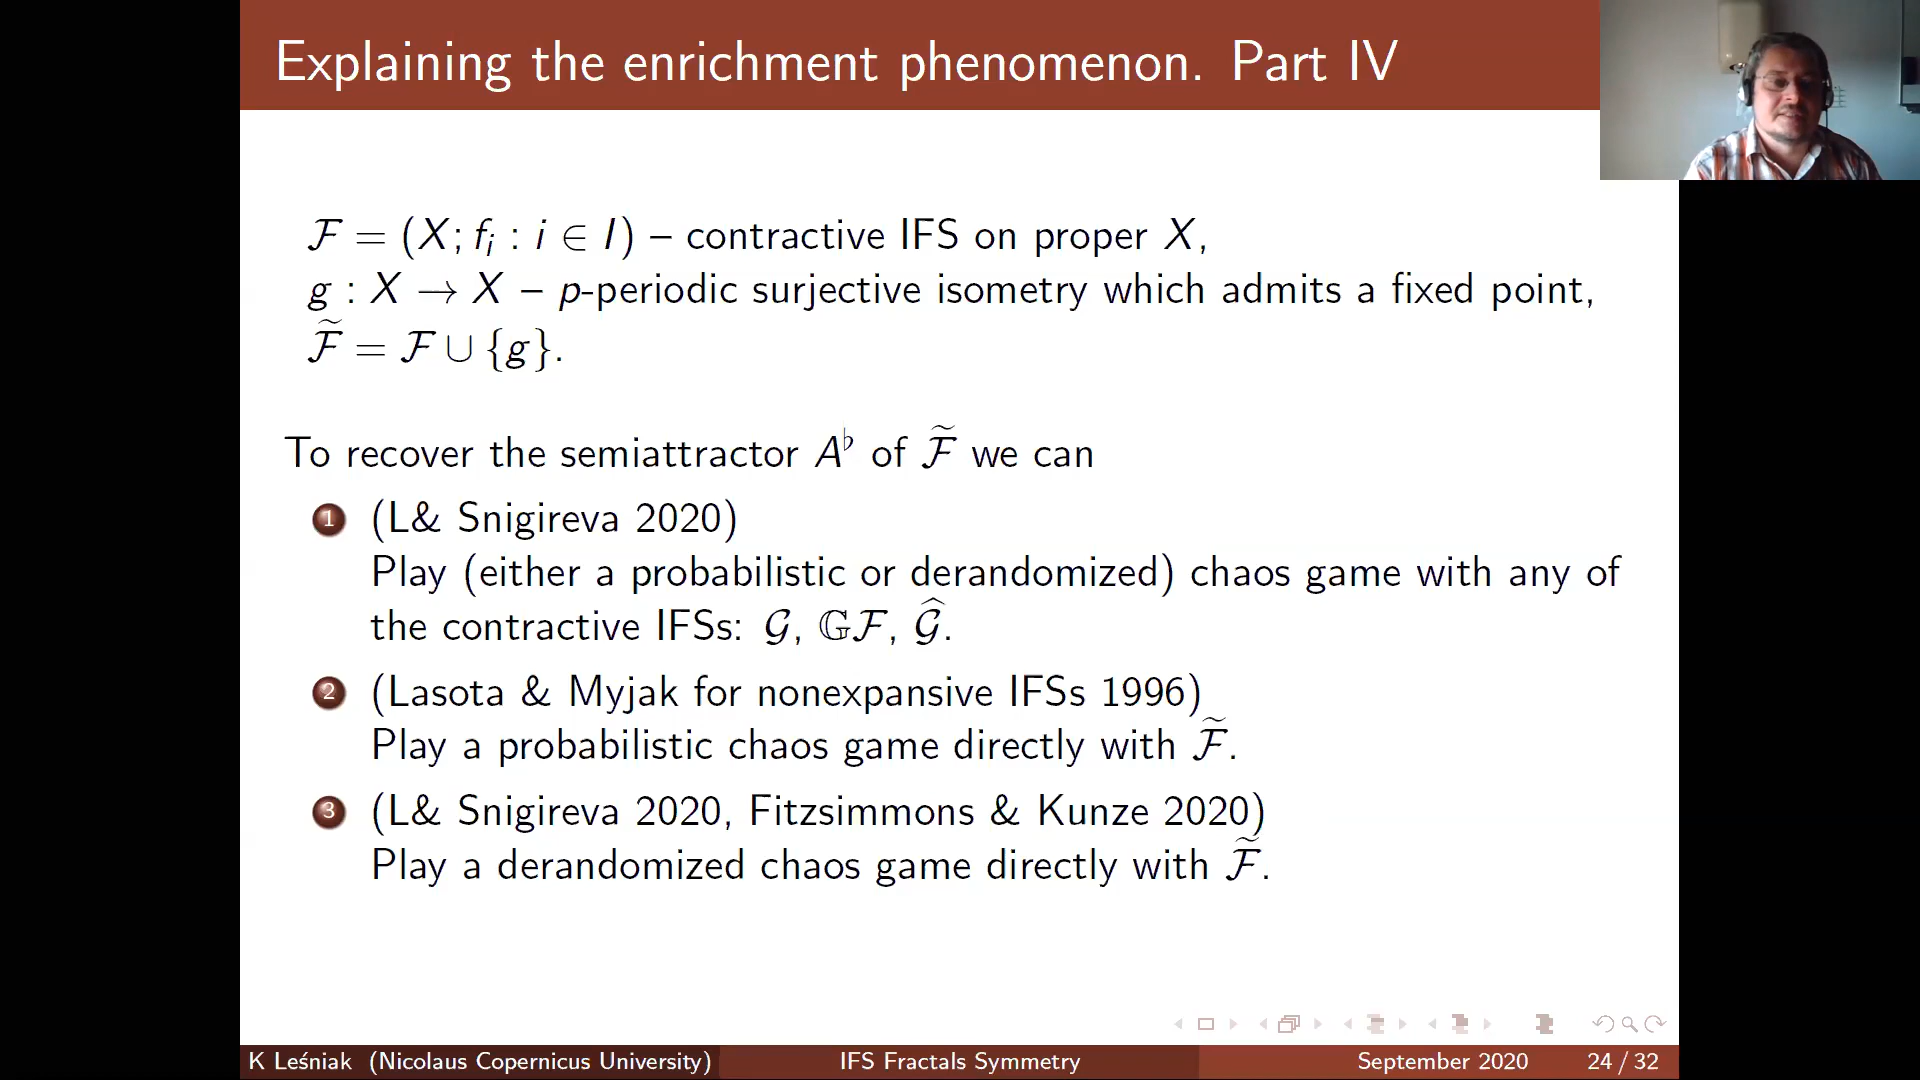 Explaining the enrichment phenomenon. Part IV
ℱ = (X; fᵢ : i ∈ I) – contractive IFS on proper X,
g : X → X – p-periodic surjective isometry which admits a fixed point,
ℱ̃ = ℱ ∪ {g}.
To recover the semiattractor A♭ of ℱ̃ we can
1 (L& Snigireva 2020)
Play (either a probabilistic or derandomized) chaos game with any of
the contractive IFSs: 𝒢, 𝔾ℱ, 𝒢̂.
2 (Lasota & Myjak for nonexpansive IFSs 1996)
Play a probabilistic chaos game directly with ℱ̃.
3 (L& Snigireva 2020, Fitzsimmons & Kunze 2020)
Play a derandomized chaos game directly with ℱ̃.
K Leśniak (Nicolaus Copernicus University) IFS Fractals Symmetry September 2020 24 / 32